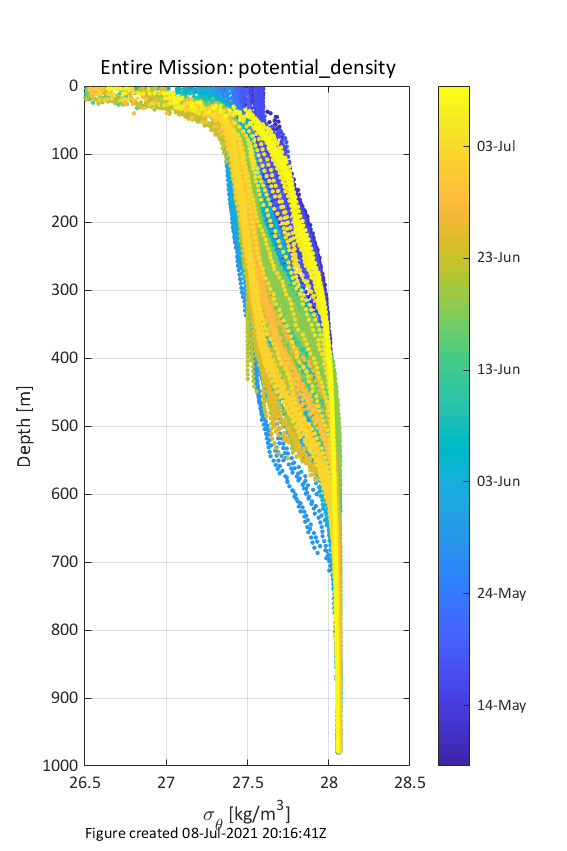 Entire Mission: potential_density
0
100
200
300
400
500
600
700
800
900
1000
Depth [m]
26.5 27 27.5 28 28.5
σθ [kg/m³]
03-Jul
23-Jun
13-Jun
03-Jun
24-May
14-May
Figure created 08-Jul-2021 20:16:41Z